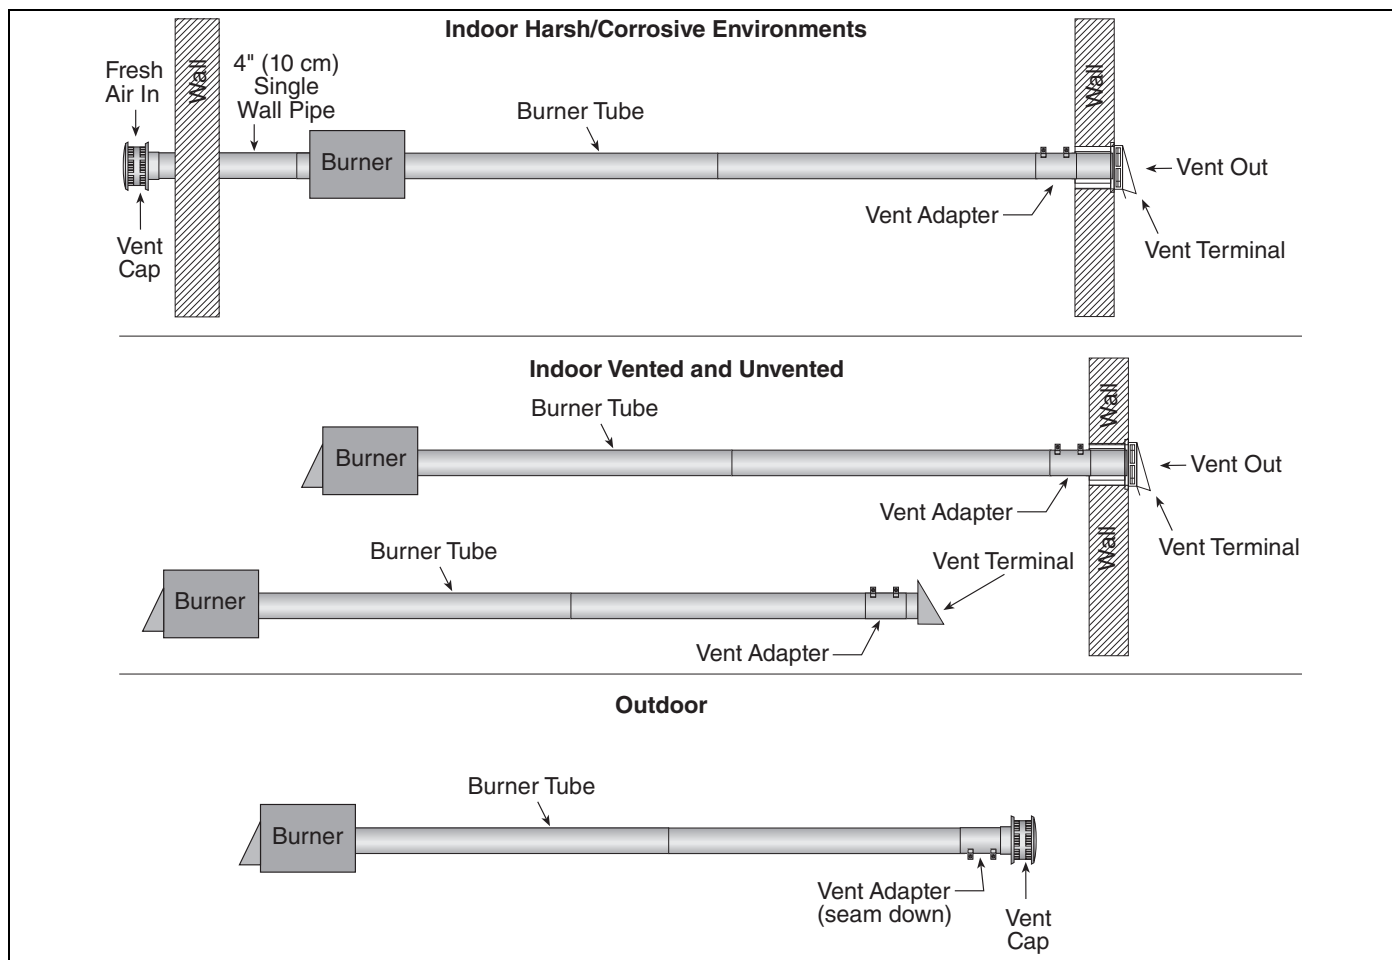 Indoor Harsh/Corrosive Environments
Fresh
Air In
Wall
4" (10 cm)
Single
Wall Pipe
Burner Tube
Wall
Burner
Vent Out
Vent Adapter
Vent
Cap
Vent Terminal
Indoor Vented and Unvented
Burner Tube
Wall
Burner
Vent Out
Vent Adapter
Wall
Vent Terminal
Burner Tube
Vent Terminal
Burner
Vent Adapter
Outdoor
Burner Tube
Burner
Vent Adapter
(seam down)
Vent
Cap